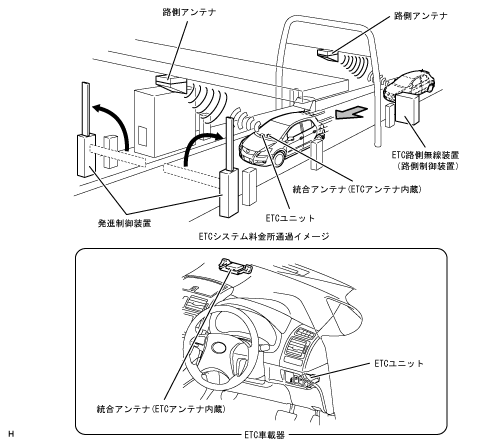 路側アンテナ
路側アンテナ
ETC路側無線装置
(路側制御装置)
統合アンテナ(ETCアンテナ内蔵)
ETCユニット
発進制御装置
ETCシステム料金所通過イメージ
ETCユニット
統合アンテナ(ETCアンテナ内蔵)
H
ETC車載器